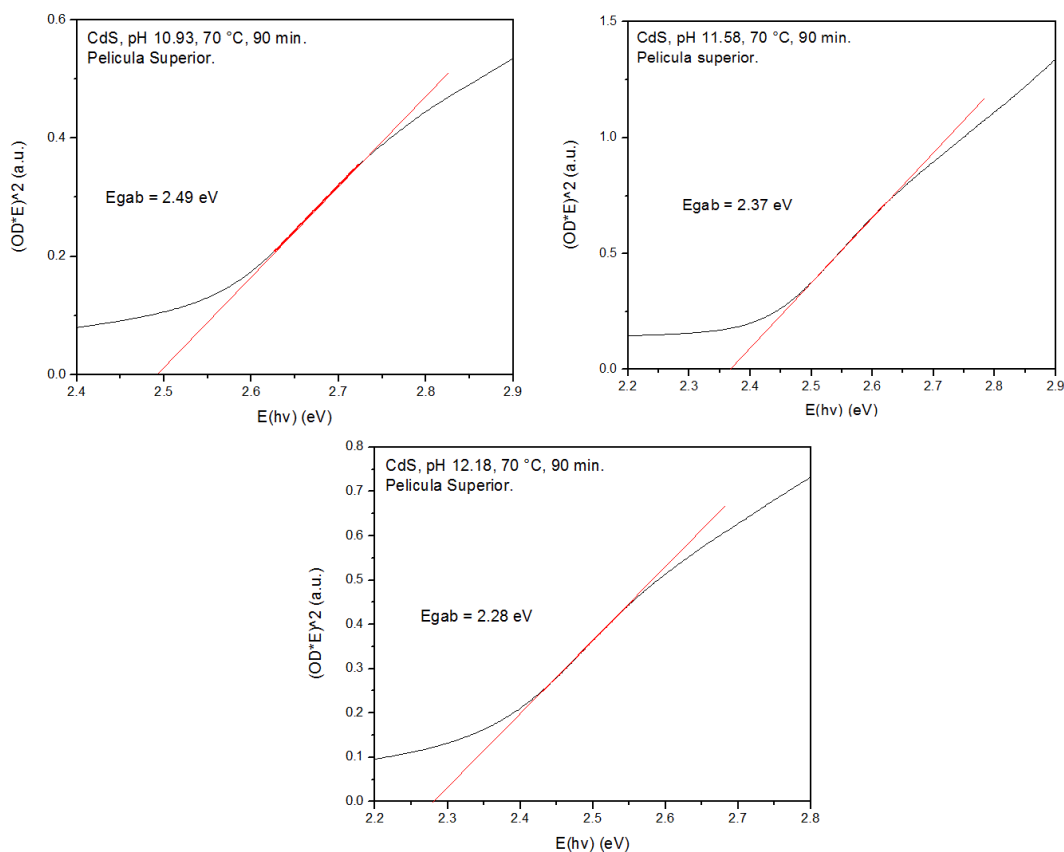 CdS, pH 10.93, 70 °C, 90 min.
Pelicula Superior.
Egab = 2.49 eV
(OD*E)^2 (a.u.)
0.6
0.4
0.2
0.0
2.4 2.5 2.6 2.7 2.8 2.9
E(hv) (eV)
CdS, pH 11.58, 70 °C, 90 min.
Pelicula superior.
Egab = 2.37 eV
(OD*E)^2 (a.u.)
1.5
1.0
0.5
0.0
2.2 2.3 2.4 2.5 2.6 2.7 2.8 2.9
E(hv) (eV)
CdS, pH 12.18, 70 °C, 90 min.
Pelicula Superior.
Egab = 2.28 eV
(OD*E)^2 (a.u.)
0.8
0.7
0.6
0.5
0.4
0.3
0.2
0.1
0.0
2.2 2.3 2.4 2.5 2.6 2.7 2.8
E(hv) (eV)